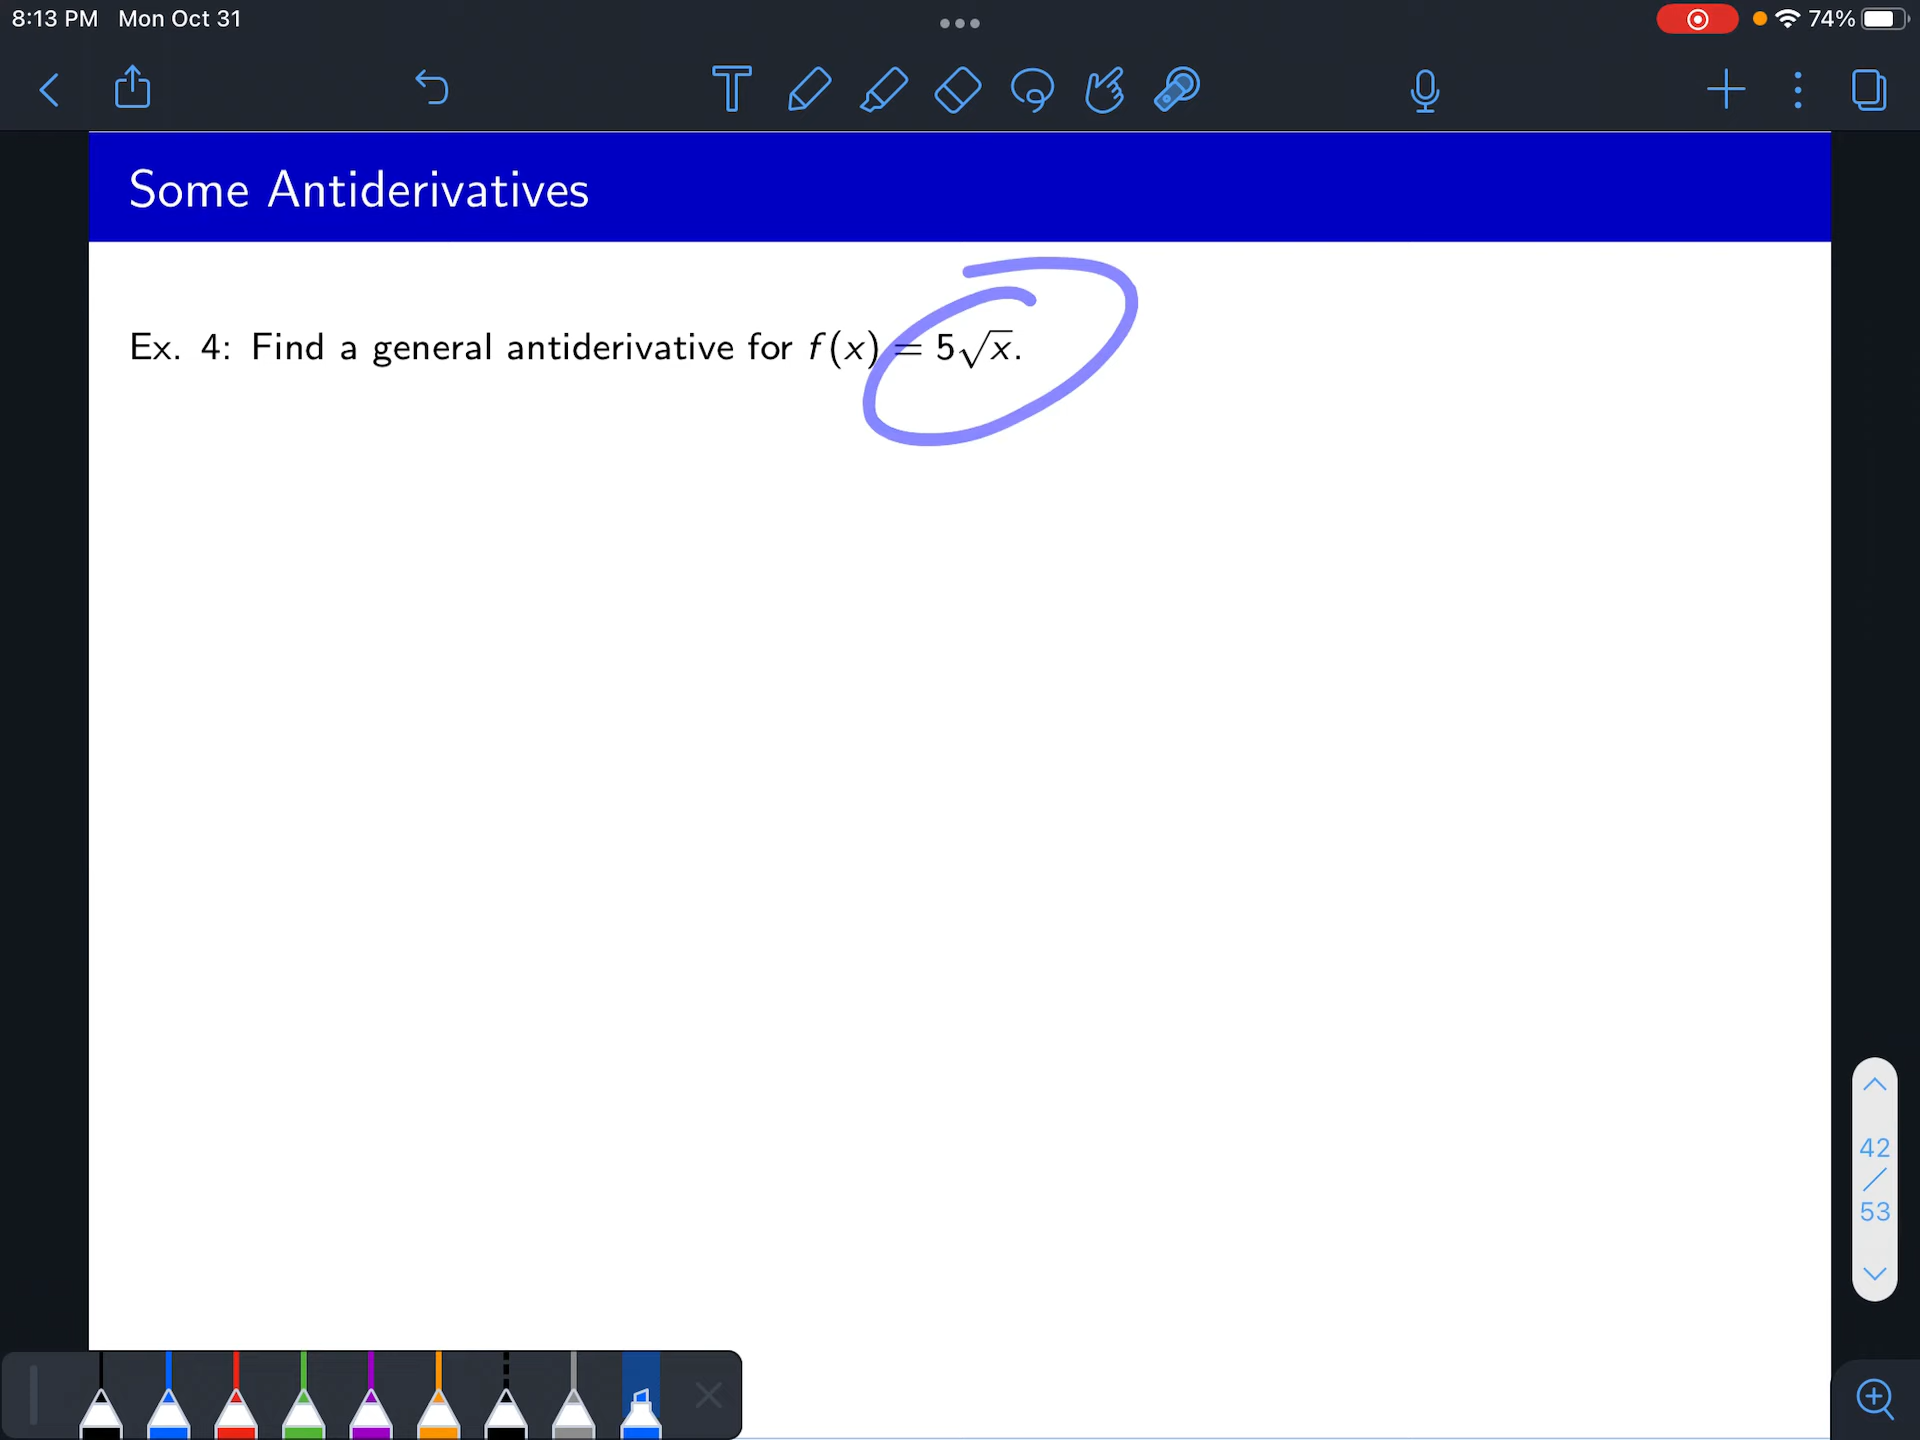 8:13 PM Mon Oct 31
74%
Some Antiderivatives
Ex. 4: Find a general antiderivative for f(x) = 5√x.
42
/
53